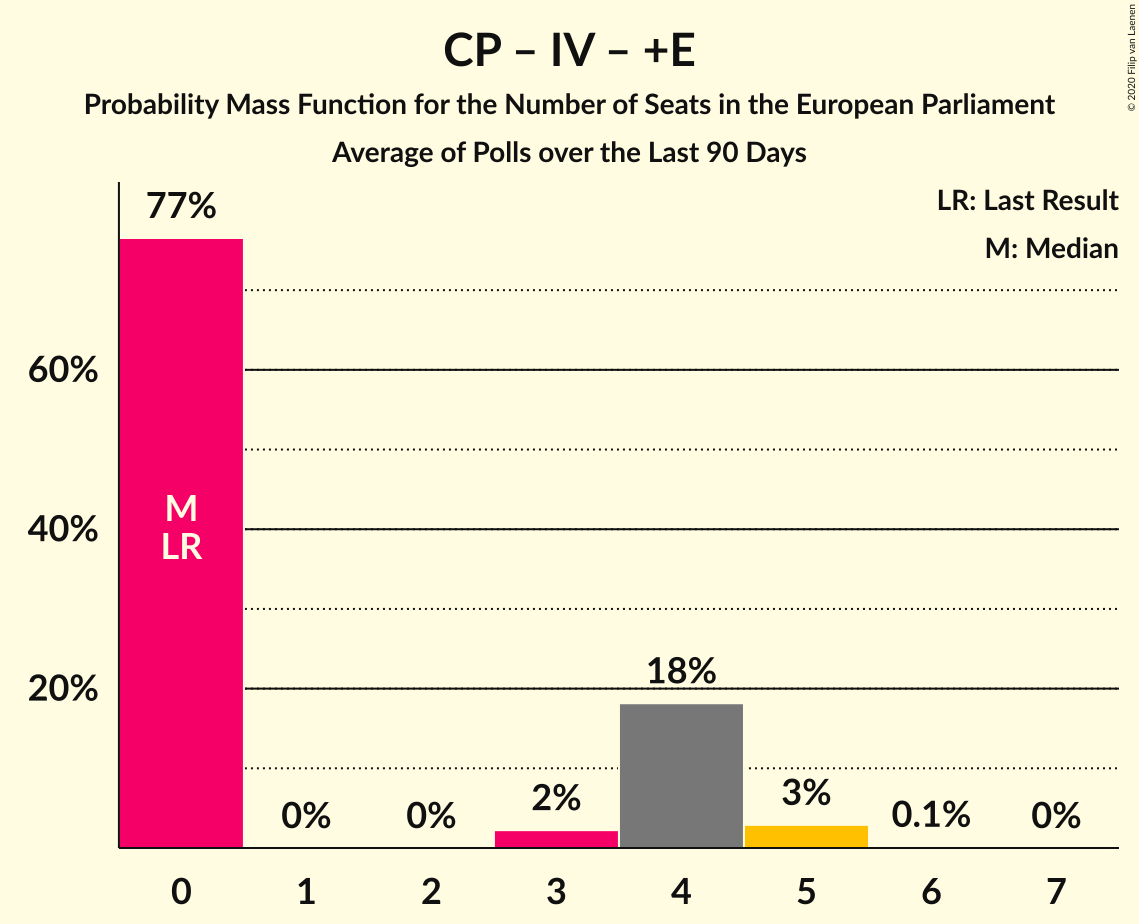 CP – IV – +E
Probability Mass Function for the Number of Seats in the European Parliament
Average of Polls over the Last 90 Days
© 2020 Filip van Laenen
LR: Last Result
M: Median
77%
60%
40%
20%
M
LR
0%
0%
2%
18%
3%
0.1%
0%
0 1 2 3 4 5 6 7